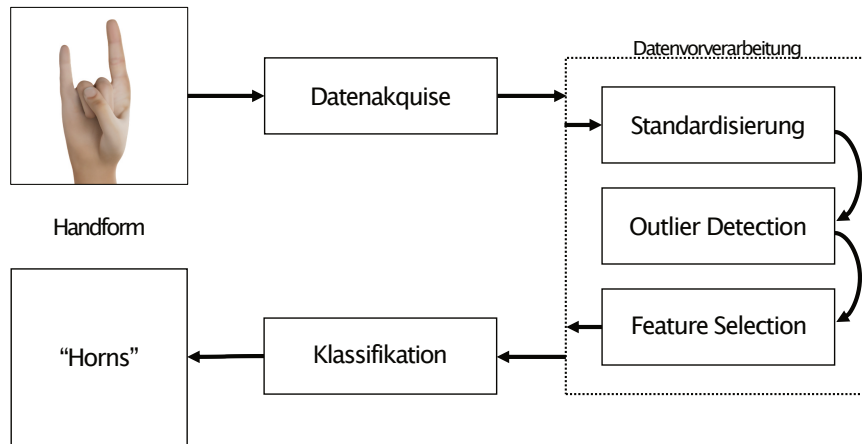 Datenvorverarbeitung
Datenakquise
Standardisierung
Handform
Outlier Detection
Feature Selection
Klassifikation
“Horns”